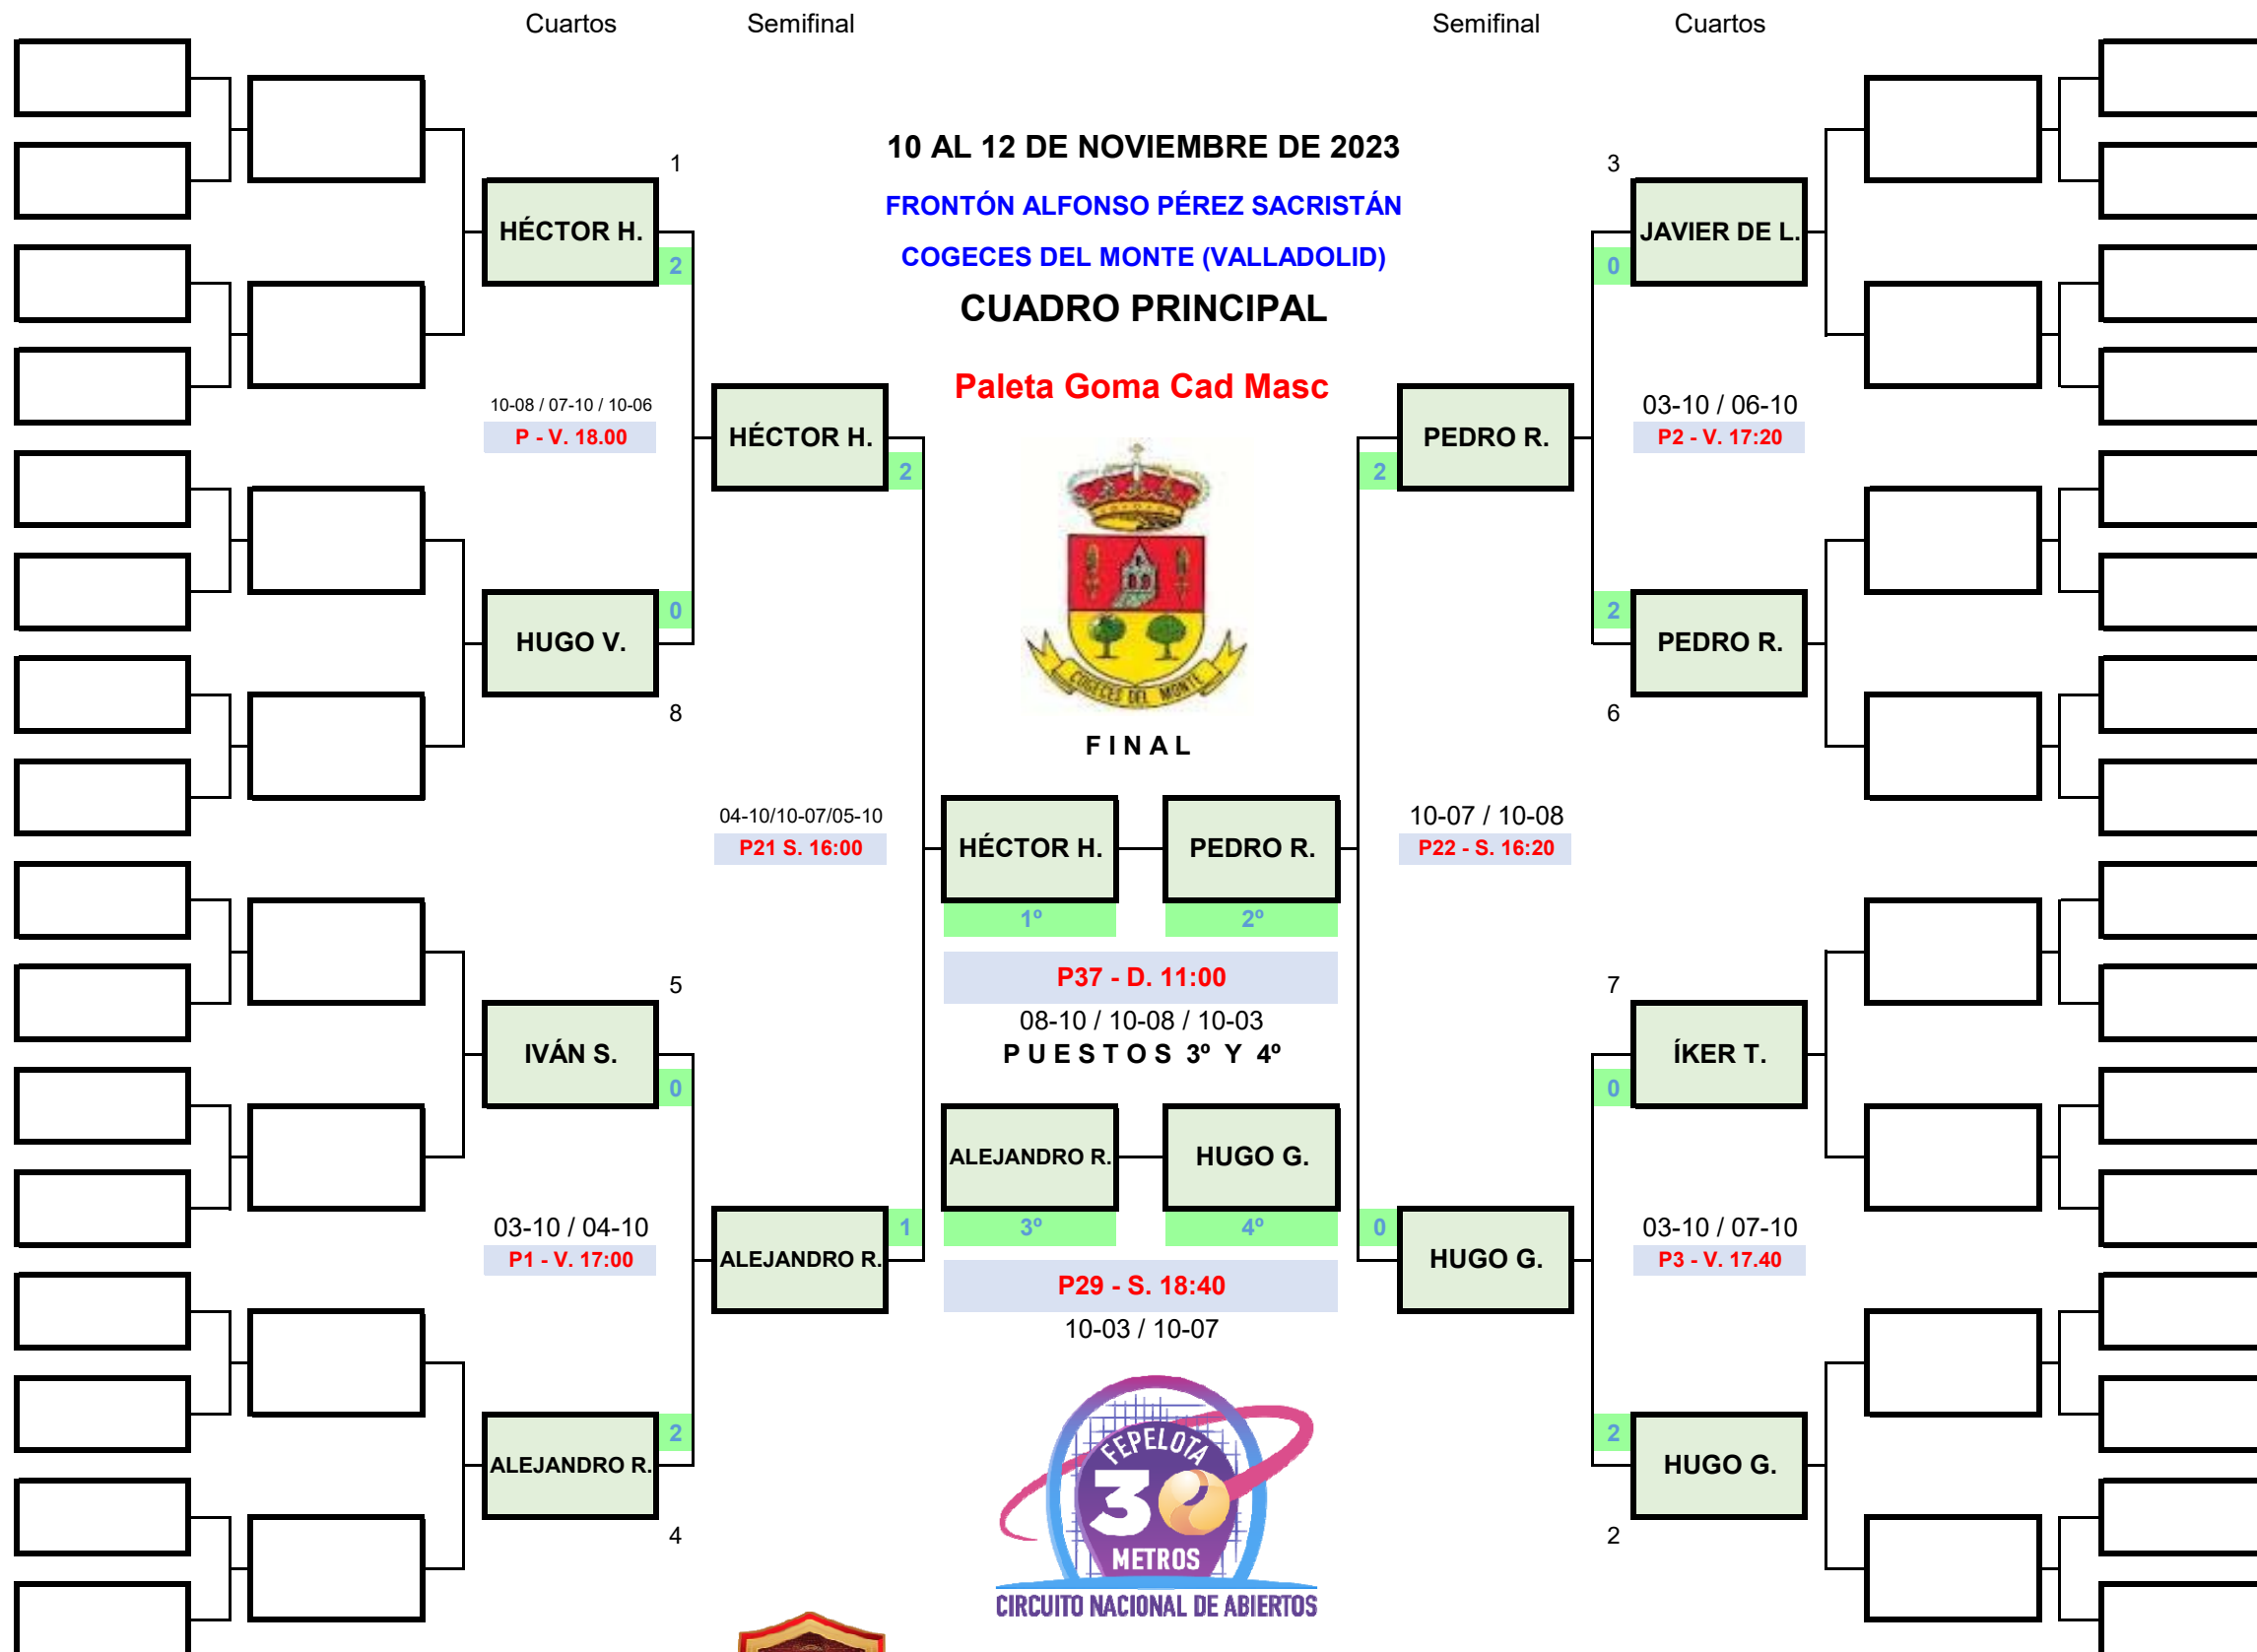 Cuartos
Semifinal
Semifinal
Cuartos
10 AL 12 DE NOVIEMBRE DE 2023
FRONTÓN ALFONSO PÉREZ SACRISTÁN
COGECES DEL MONTE (VALLADOLID)
CUADRO PRINCIPAL
Paleta Goma Cad Masc
1
HÉCTOR H.
2
10-08 / 07-10 / 10-06
P - V. 18.00
0
HUGO V.
8
HÉCTOR H.
2
04-10/10-07/05-10
P21 S. 16:00
5
IVÁN S.
0
03-10 / 04-10
P1 - V. 17:00
2
ALEJANDRO R.
4
1
ALEJANDRO R.
COGECES DEL MONTE
F I N A L
HÉCTOR H.
PEDRO R.
1º
2º
P37 - D. 11:00
08-10 / 10-08 / 10-03
P U E S T O S 3º Y 4º
ALEJANDRO R.
HUGO G.
3º
4º
P29 - S. 18:40
10-03 / 10-07
3
JAVIER DE L.
0
03-10 / 06-10
P2 - V. 17:20
2
PEDRO R.
6
PEDRO R.
2
10-07 / 10-08
P22 - S. 16:20
7
ÍKER T.
0
03-10 / 07-10
P3 - V. 17.40
2
HUGO G.
2
0
HUGO G.
FEPELOTA
30
METROS
CIRCUITO NACIONAL DE ABIERTOS